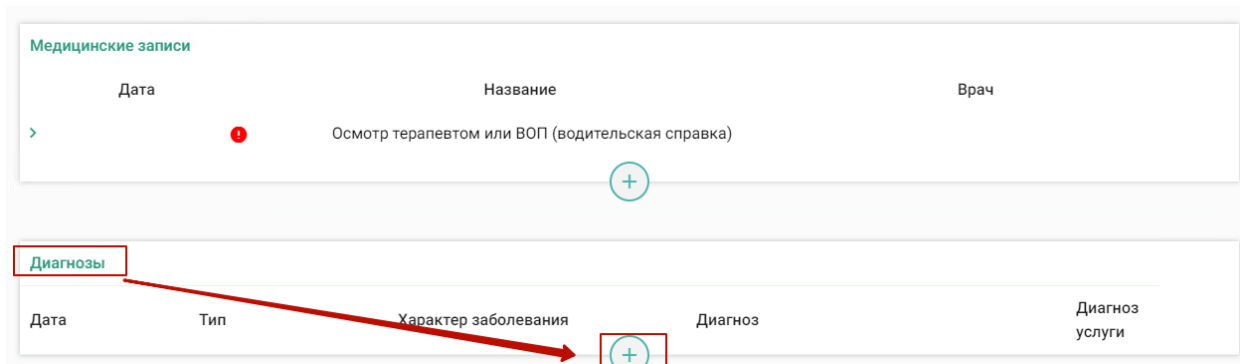 Медицинские записи
Дата Название Врач
Осмотр терапевтом или ВОП (водительская справка)
Диагнозы
Дата Тип Характер заболевания Диагноз Диагноз услуги